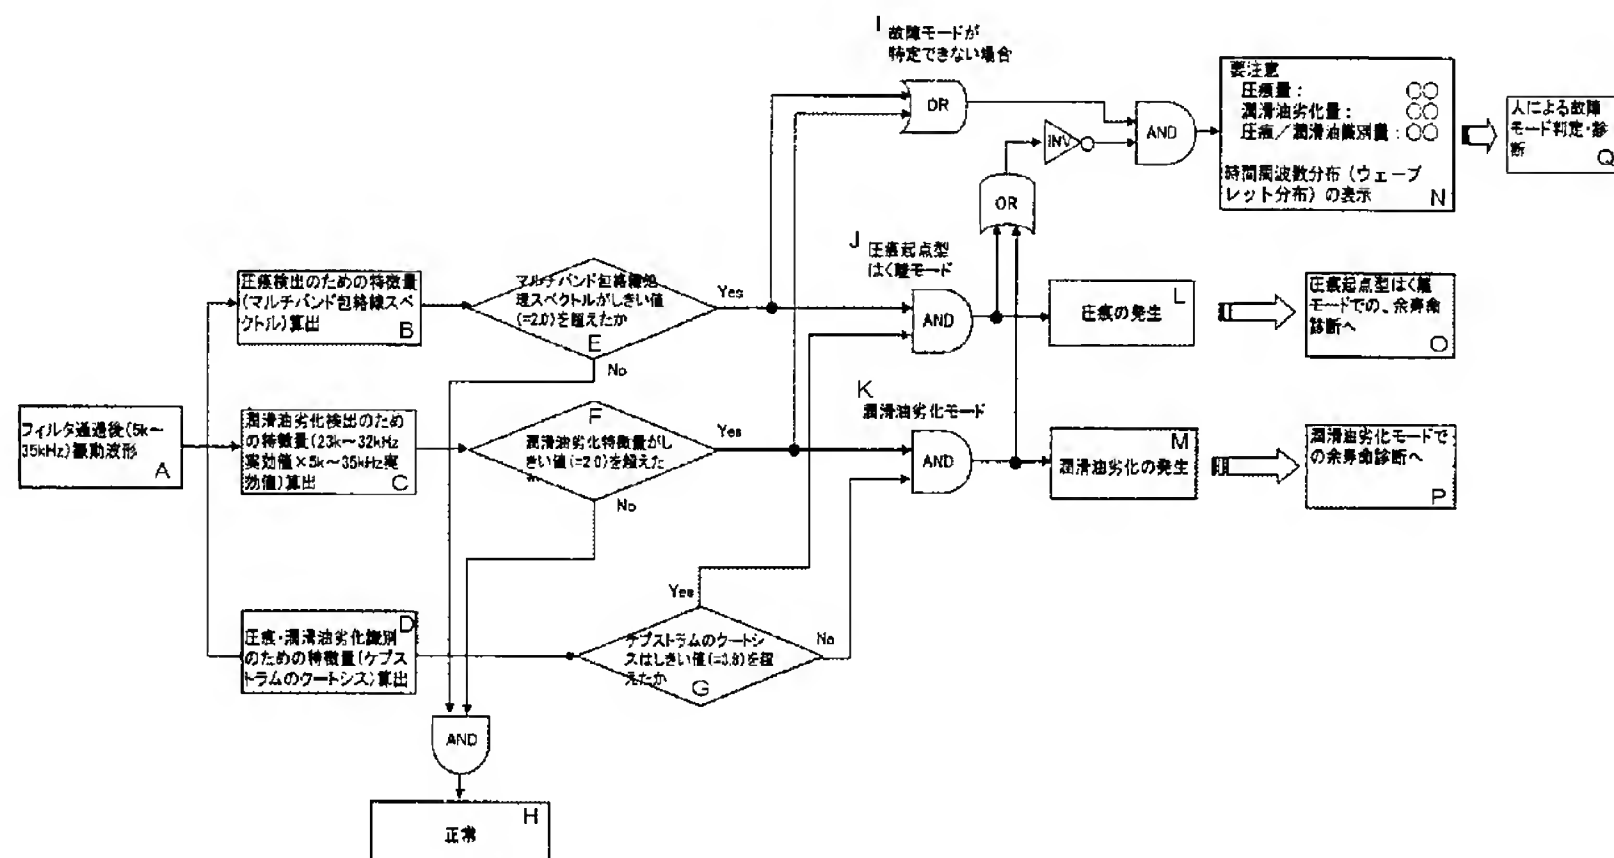 I 故障モードが
特定できない場合
OR
INV
AND
要注意
圧痕量： ○○
潤滑油劣化量： ○○
圧痕／潤滑油識別量：○○
時間周波数分布（ウェーブ
レット分布）の表示
N
人による故障
モード判定・診
断
Q
OR
J 圧痕起点型
はく離モード
圧痕検出のための特徴量
(マルチバンド包絡線スペ
クトル)算出
B
マルチバンド包絡線処
理スペクトルがしきい値
(=2.0)を超えたか
E
Yes
No
AND
圧痕の発生
L
圧痕起点型はく離
モードでの、余寿命
診断へ
O
フィルタ通過後(5k～
35kHz)振動波形
A
潤滑油劣化検出のため
の特徴量(23k～32kHz
実効値×5k～35kHz実
効値)算出
C
F
潤滑油劣化特徴量がし
きい値(=2.0)を超えた
Yes
No
K
潤滑油劣化モード
AND
M
潤滑油劣化の発生
潤滑油劣化モードで
の余寿命診断へ
P
D
圧痕・潤滑油劣化識別
のための特徴量(ケプス
トラムのクートシス)算出
Yes
ケプストラムのクートシ
スはしきい値(=3.8)を超
えたか
G
No
AND
H
正常